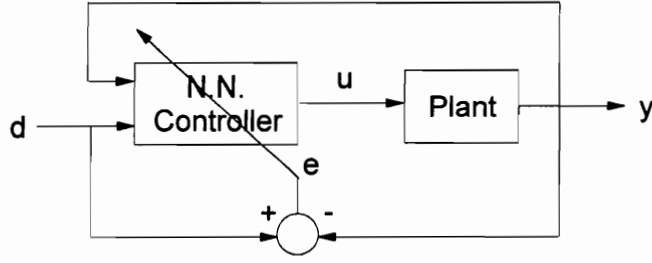 N.N.
Controller
u
Plant
d
y
e
+
-